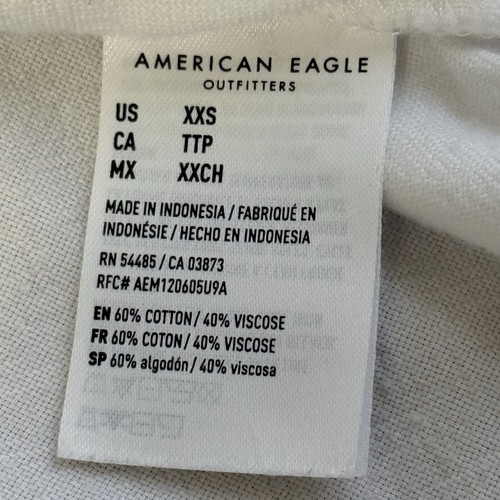 AMERICAN EAGLE
OUTFITTERS
US XXS
CA TTP
MX XXCH
MADE IN INDONESIA / FABRIQUÉ EN
INDONÉSIE / HECHO EN INDONESIA
RN 54485 / CA 03873
RFC# AEM120605U9A
EN 60% COTTON / 40% VISCOSE
FR 60% COTON / 40% VISCOSE
SP 60% algodón / 40% viscosa